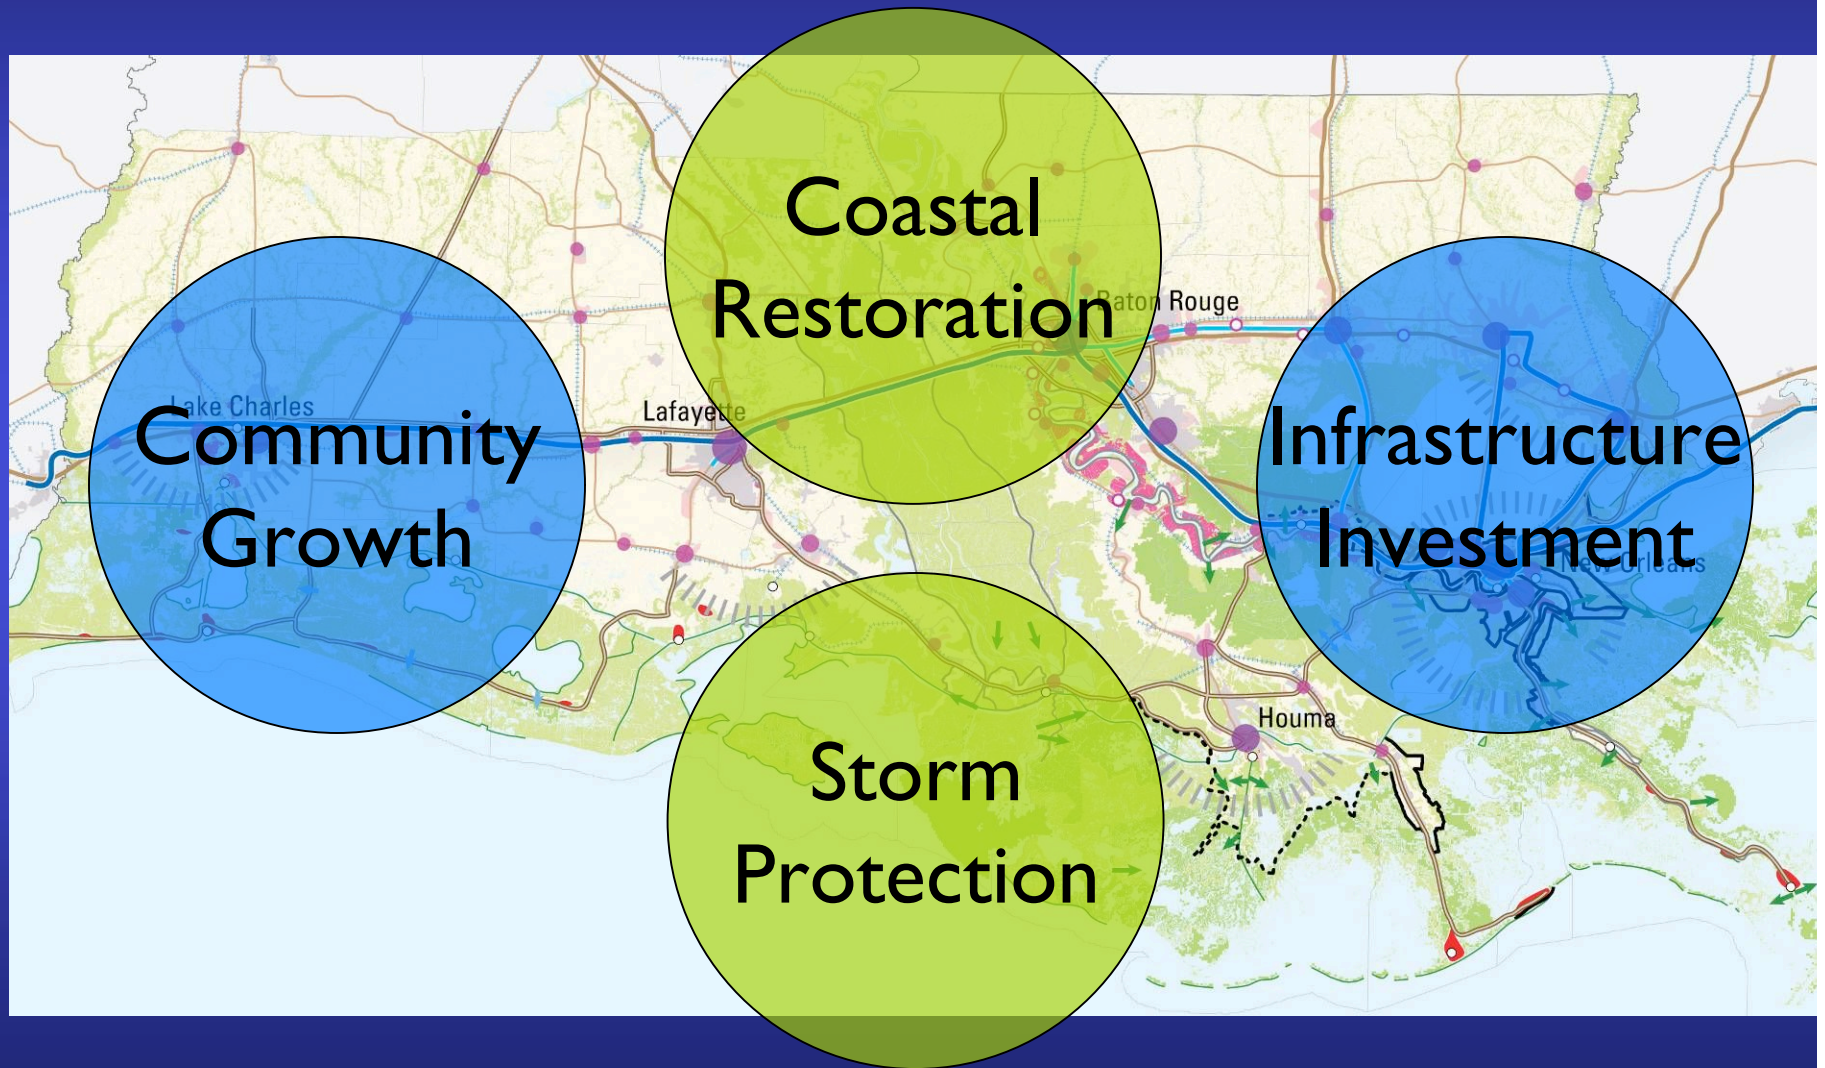 Coastal
Restoration
Baton Rouge
Lake Charles
Community
Growth
Lafayette
Infrastructure
Investment
New Orleans
Houma
Storm
Protection